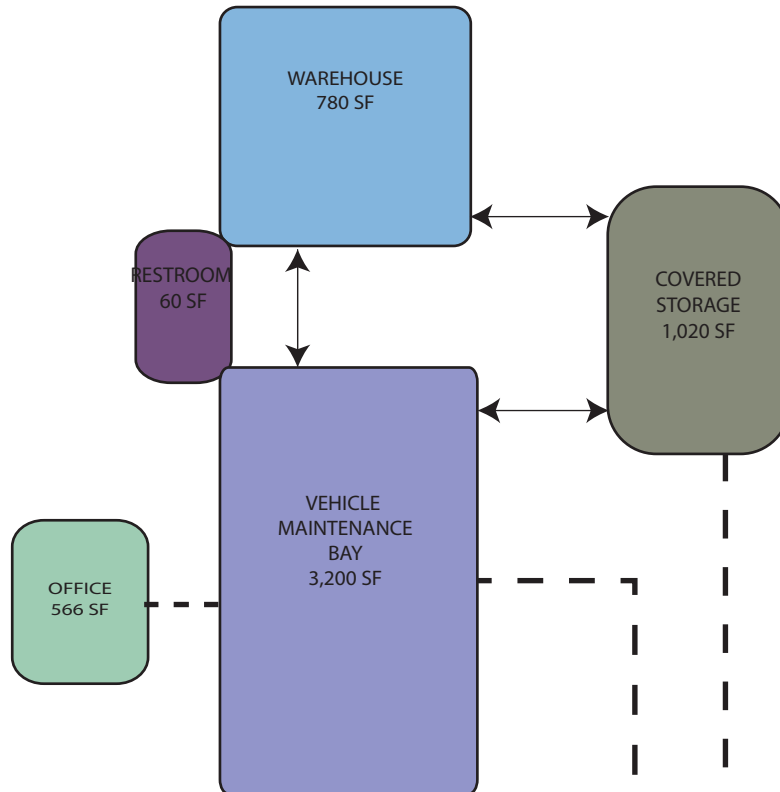 WAREHOUSE
780 SF
RESTROOM
60 SF
COVERED
STORAGE
1,020 SF
VEHICLE
MAINTENANCE
BAY
3,200 SF
OFFICE
566 SF